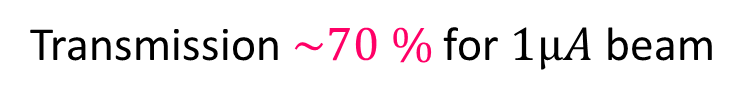 Transmission ~70 % for 1μA beam